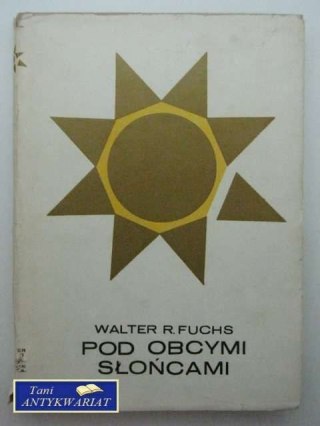 WALTER R. FUCHS
POD OBCYMI
SŁOŃCAMI
Tani
ANTYKWARIAT